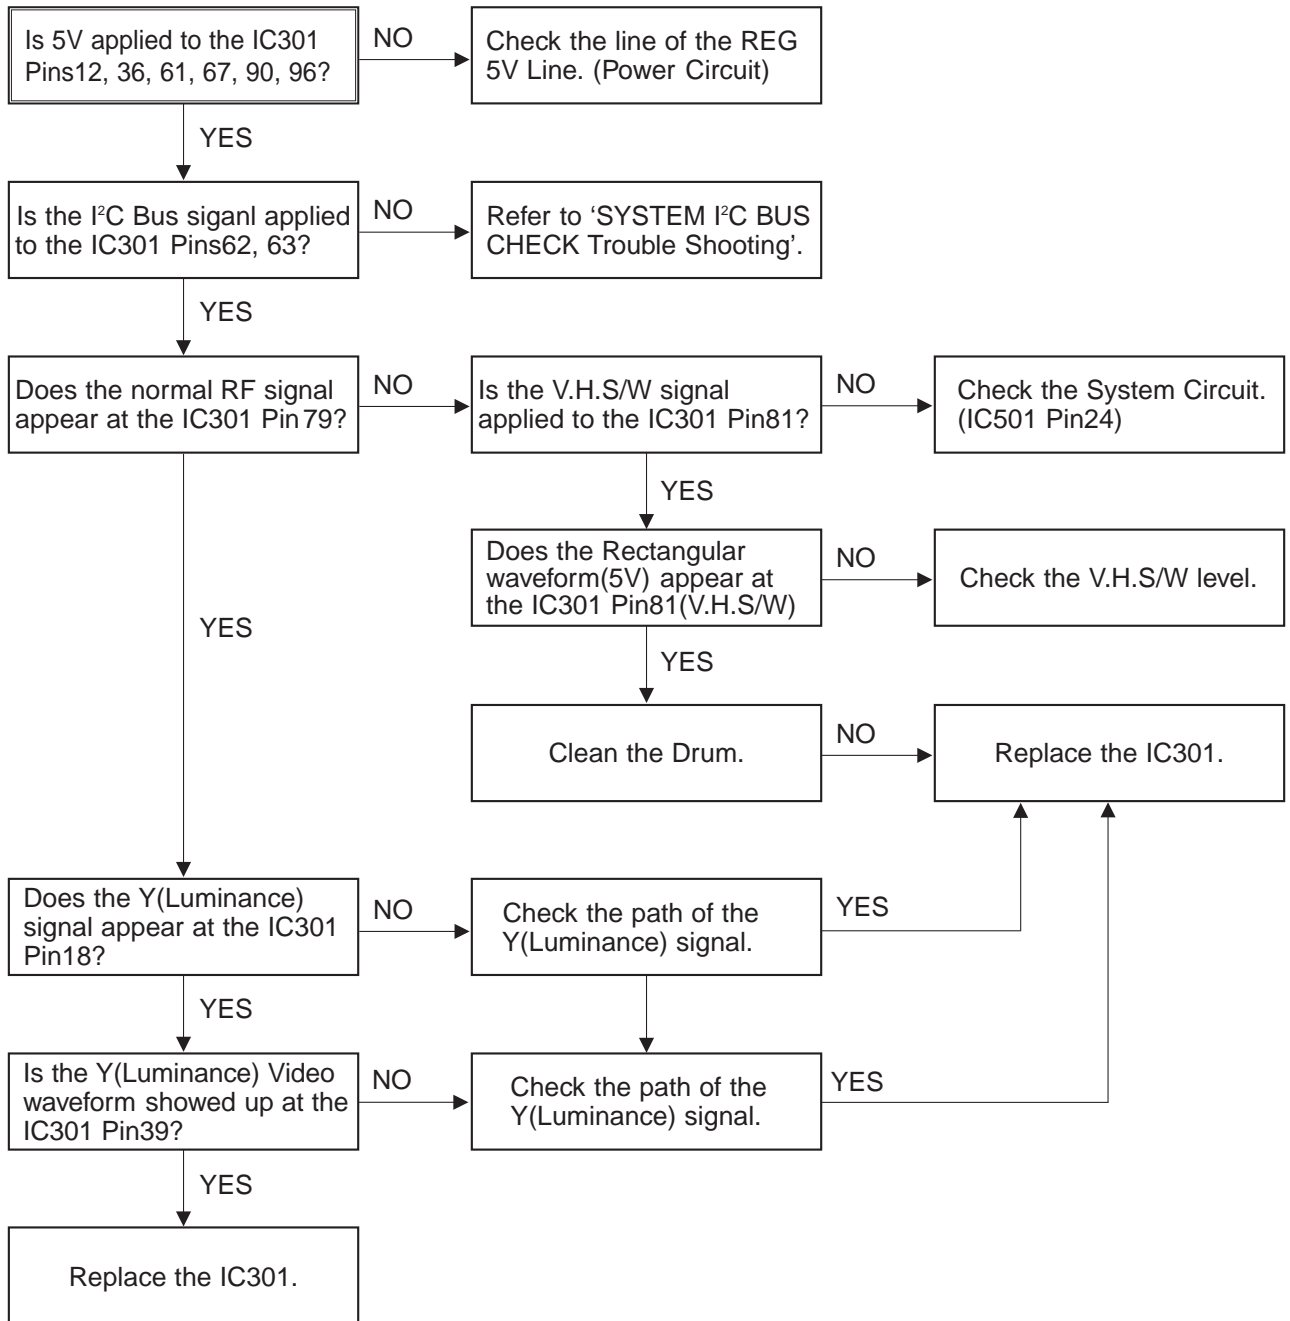 Is 5V applied to the IC301
Pins12, 36, 61, 67, 90, 96?
NO
Check the line of the REG
5V Line. (Power Circuit)
YES
Is the I²C Bus siganl applied
to the IC301 Pins62, 63?
NO
Refer to ‘SYSTEM I²C BUS
CHECK Trouble Shooting’.
YES
Does the normal RF signal
appear at the IC301 Pin79?
NO
Is the V.H.S/W signal
applied to the IC301 Pin81?
NO
Check the System Circuit.
(IC501 Pin24)
YES
Does the Rectangular
waveform(5V) appear at
the IC301 Pin81(V.H.S/W)
NO
Check the V.H.S/W level.
YES
YES
Clean the Drum.
NO
Replace the IC301.
Does the Y(Luminance)
signal appear at the IC301
Pin18?
NO
Check the path of the
Y(Luminance) signal.
YES
YES
Is the Y(Luminance) Video
waveform showed up at the
IC301 Pin39?
NO
Check the path of the
Y(Luminance) signal.
YES
YES
Replace the IC301.